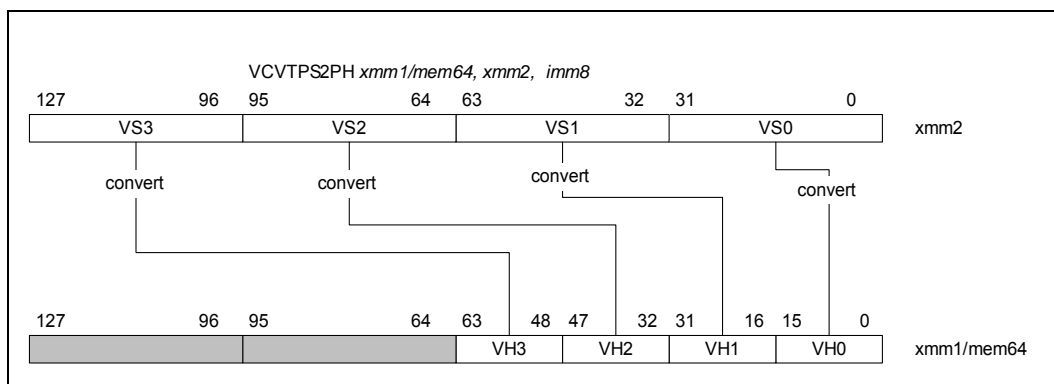 VCVTPS2PH xmm1/mem64, xmm2, imm8
127 96 95 64 63 32 31 0
VS3 VS2 VS1 VS0 xmm2
convert convert convert convert
127 96 95 64 63 48 47 32 31 16 15 0
VH3 VH2 VH1 VH0 xmm1/mem64